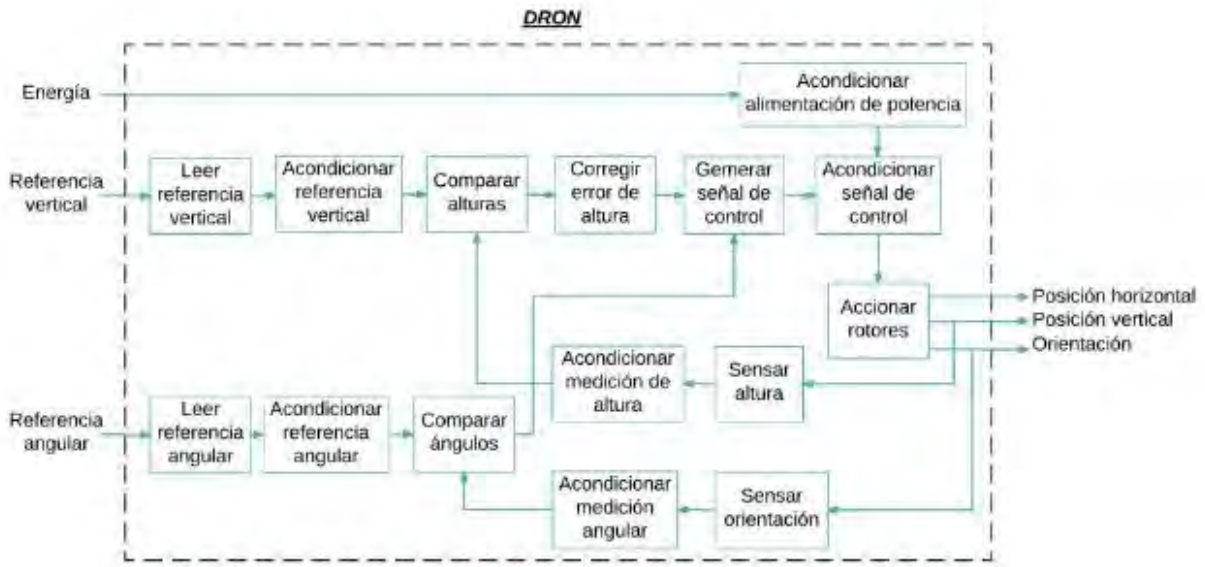 DRON
Energía
Acondicionar
alimentación de potencia
Referencia
vertical
Leer
referencia
vertical
Acondicionar
referencia
vertical
Comparar
alturas
Corregir
error de
altura
Gemerar
señal de
control
Acondicionar
señal de
control
Accionar
rotores
Posición horizontal
Posición vertical
Orientación
Acondicionar
medición de
altura
Sensar
altura
Referencia
angular
Leer
referencia
angular
Acondicionar
referencia
angular
Comparar
ángulos
Acondicionar
medición
angular
Sensar
orientación